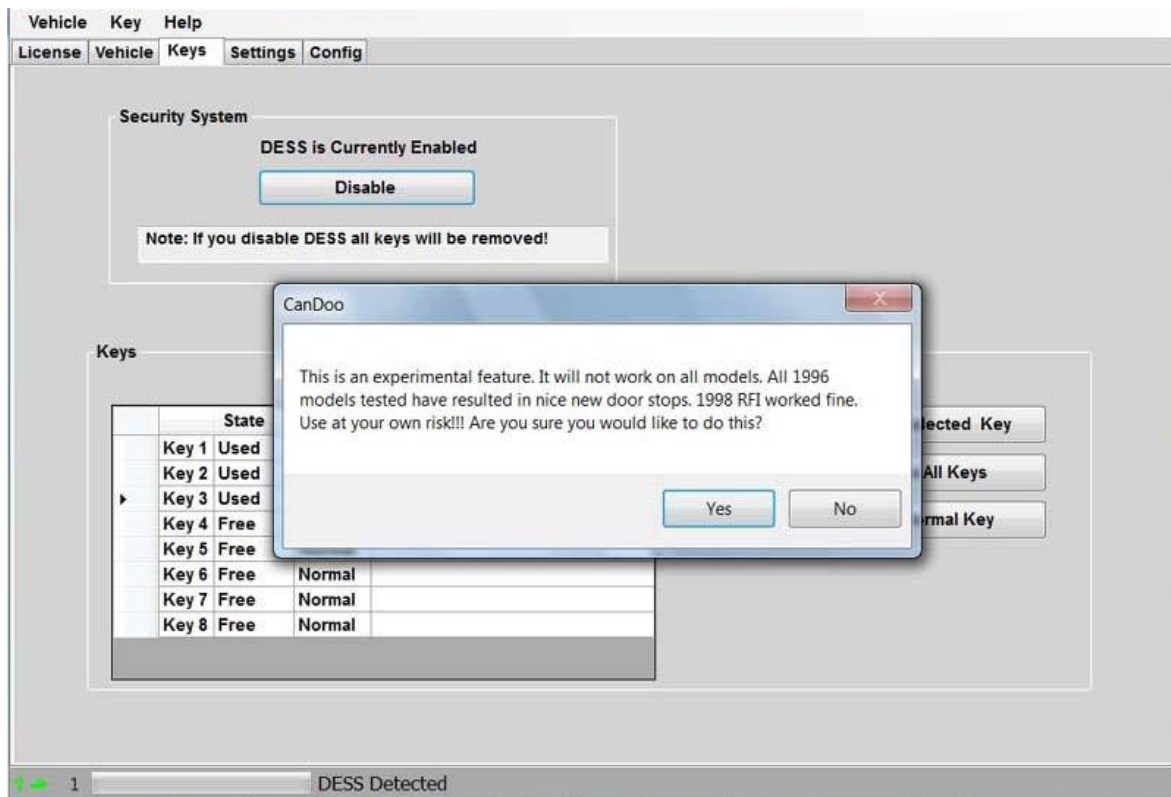 Vehicle Key Help
License Vehicle Keys Settings Config
Security System
DESS is Currently Enabled
Disable
Note: If you disable DESS all keys will be removed!
CanDoo
This is an experimental feature. It will not work on all models. All 1996
models tested have resulted in nice new door stops. 1998 RFI worked fine.
Use at your own risk!!! Are you sure you would like to do this?
Yes No
Keys
State
Key 1 Used
Key 2 Used
Key 3 Used
Key 4 Free
Key 5 Free
Key 6 Free Normal
Key 7 Free Normal
Key 8 Free Normal
Key
All Keys
Key
1 DESS Detected